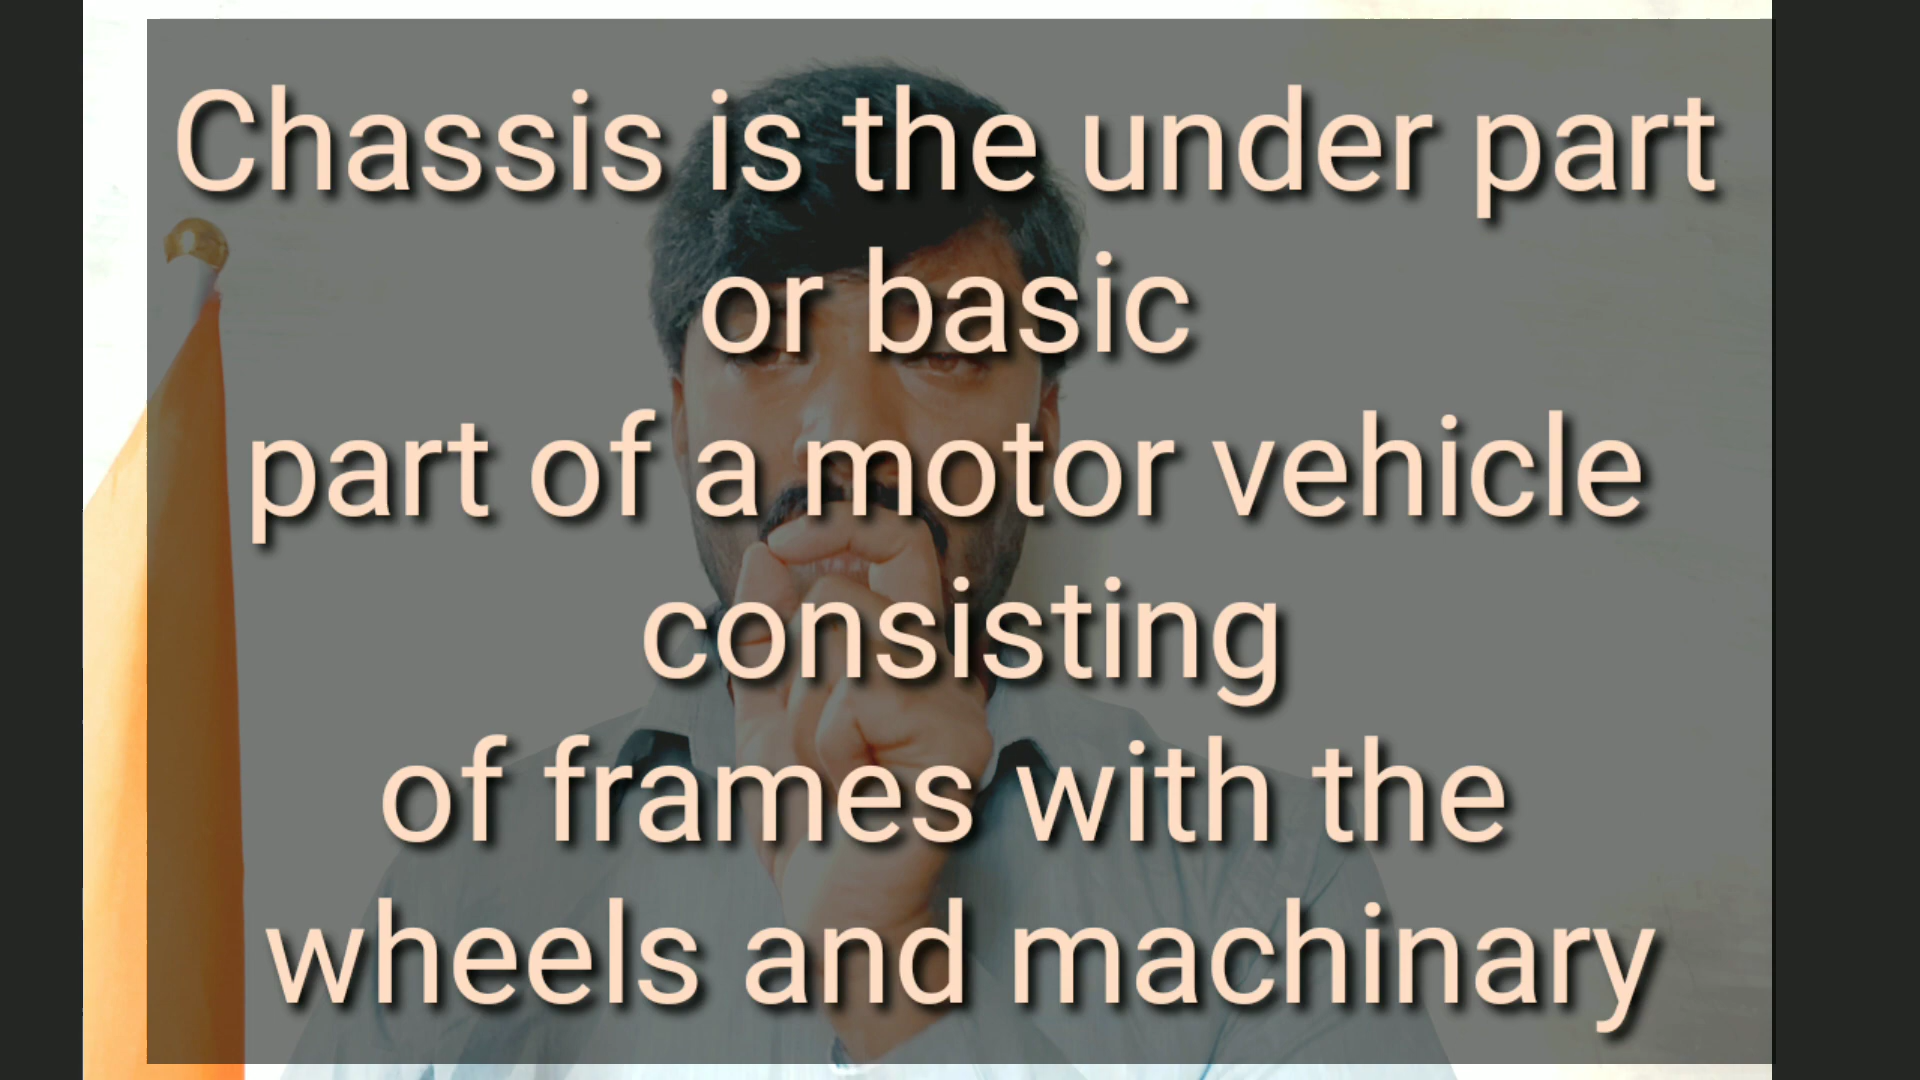 Chassis is the under part
or basic
part of a motor vehicle
consisting
of frames with the
wheels and machinary